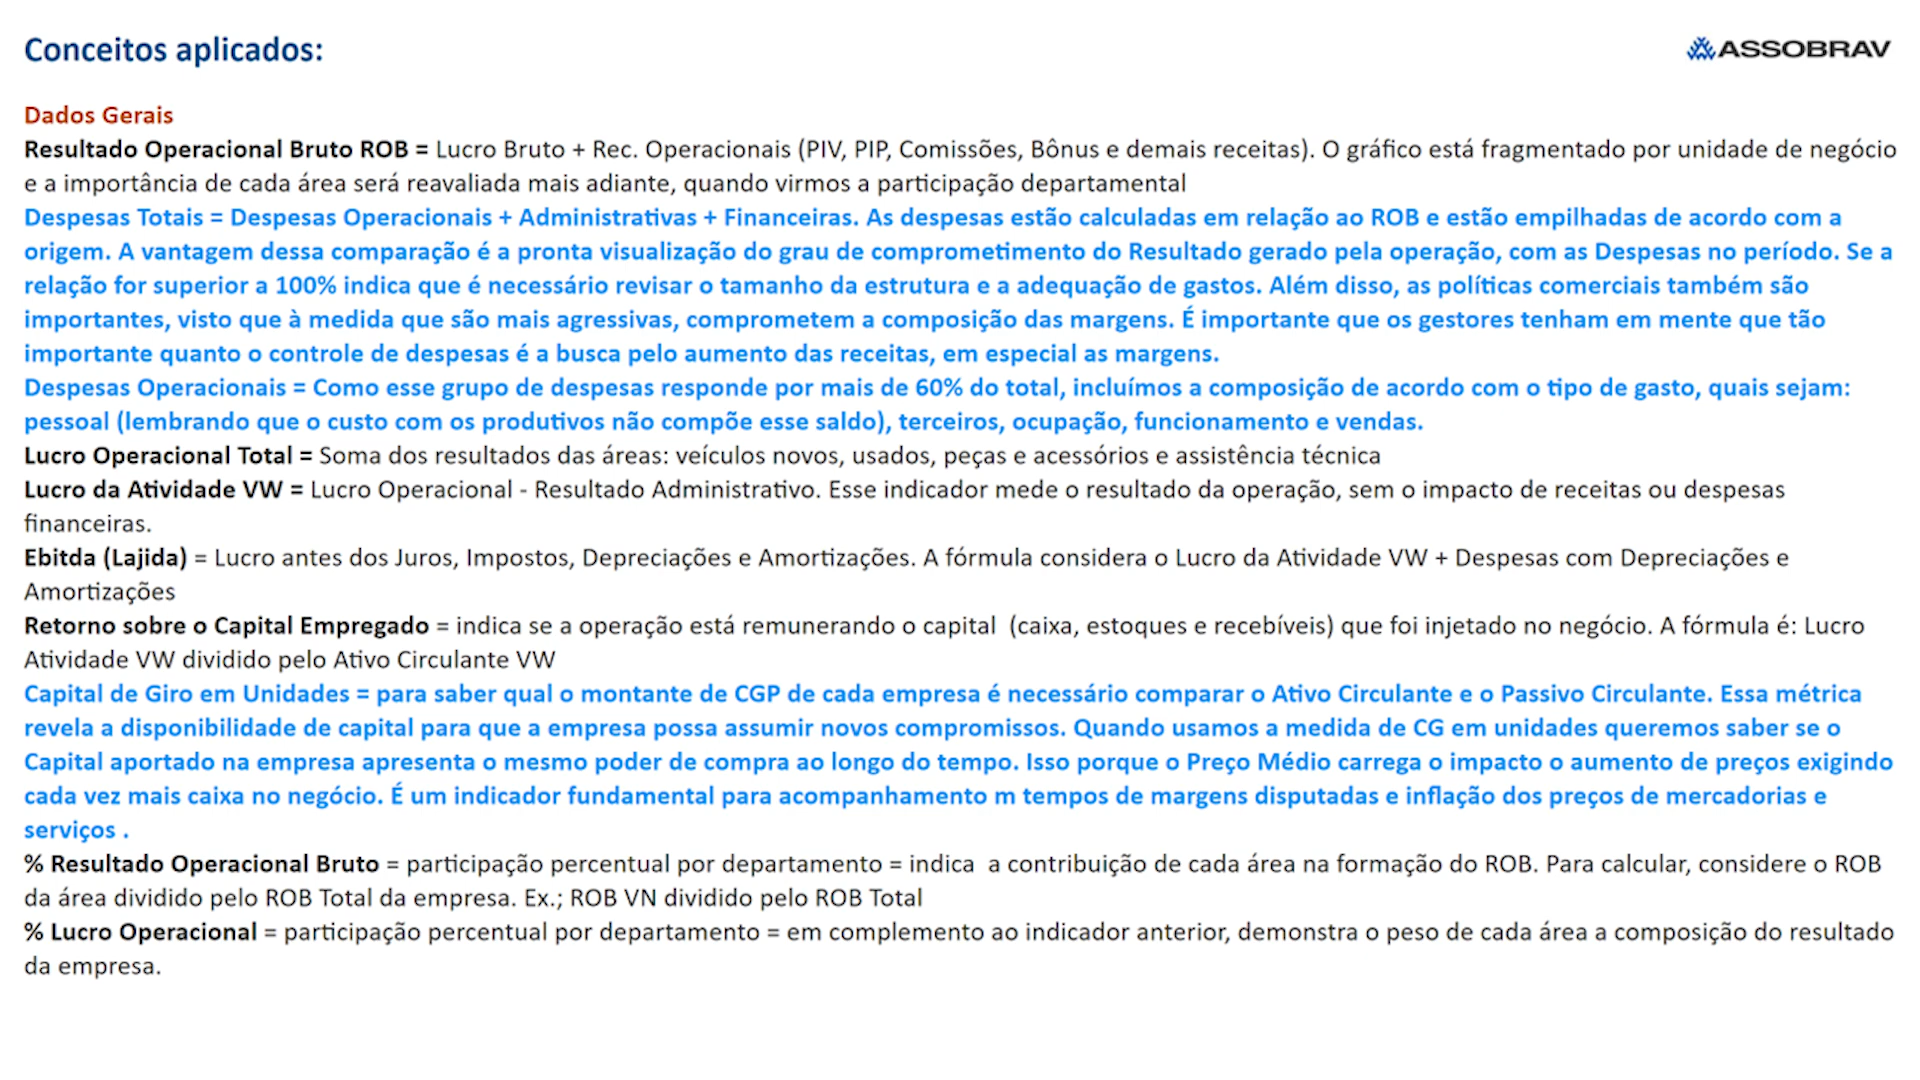 Conceitos aplicados:
ASSOBRAV
Dados Gerais
Resultado Operacional Bruto ROB = Lucro Bruto + Rec. Operacionais (PIV, PIP, Comissões, Bônus e demais receitas). O gráfico está fragmentado por unidade de negócio
e a importância de cada área será reavaliada mais adiante, quando virmos a participação departamental
Despesas Totais = Despesas Operacionais + Administrativas + Financeiras. As despesas estão calculadas em relação ao ROB e estão empilhadas de acordo com a
origem. A vantagem dessa comparação é a pronta visualização do grau de comprometimento do Resultado gerado pela operação, com as Despesas no período. Se a
relação for superior a 100% indica que é necessário revisar o tamanho da estrutura e a adequação de gastos. Além disso, as políticas comerciais também são
importantes, visto que à medida que são mais agressivas, comprometem a composição das margens. É importante que os gestores tenham em mente que tão
importante quanto o controle de despesas é a busca pelo aumento das receitas, em especial as margens.
Despesas Operacionais = Como esse grupo de despesas responde por mais de 60% do total, incluímos a composição de acordo com o tipo de gasto, quais sejam:
pessoal (lembrando que o custo com os produtivos não compõe esse saldo), terceiros, ocupação, funcionamento e vendas.
Lucro Operacional Total = Soma dos resultados das áreas: veículos novos, usados, peças e acessórios e assistência técnica
Lucro da Atividade VW = Lucro Operacional - Resultado Administrativo. Esse indicador mede o resultado da operação, sem o impacto de receitas ou despesas
financeiras.
Ebitda (Lajida) = Lucro antes dos Juros, Impostos, Depreciações e Amortizações. A fórmula considera o Lucro da Atividade VW + Despesas com Depreciações e
Amortizações
Retorno sobre o Capital Empregado = indica se a operação está remunerando o capital  (caixa, estoques e recebíveis) que foi injetado no negócio. A fórmula é: Lucro
Atividade VW dividido pelo Ativo Circulante VW
Capital de Giro em Unidades = para saber qual o montante de CGP de cada empresa é necessário comparar o Ativo Circulante e o Passivo Circulante. Essa métrica
revela a disponibilidade de capital para que a empresa possa assumir novos compromissos. Quando usamos a medida de CG em unidades queremos saber se o
Capital aportado na empresa apresenta o mesmo poder de compra ao longo do tempo. Isso porque o Preço Médio carrega o impacto o aumento de preços exigindo
cada vez mais caixa no negócio. É um indicador fundamental para acompanhamento m tempos de margens disputadas e inflação dos preços de mercadorias e
serviços .
% Resultado Operacional Bruto = participação percentual por departamento = indica  a contribuição de cada área na formação do ROB. Para calcular, considere o ROB
da área dividido pelo ROB Total da empresa. Ex.; ROB VN dividido pelo ROB Total
% Lucro Operacional = participação percentual por departamento = em complemento ao indicador anterior, demonstra o peso de cada área a composição do resultado
da empresa.